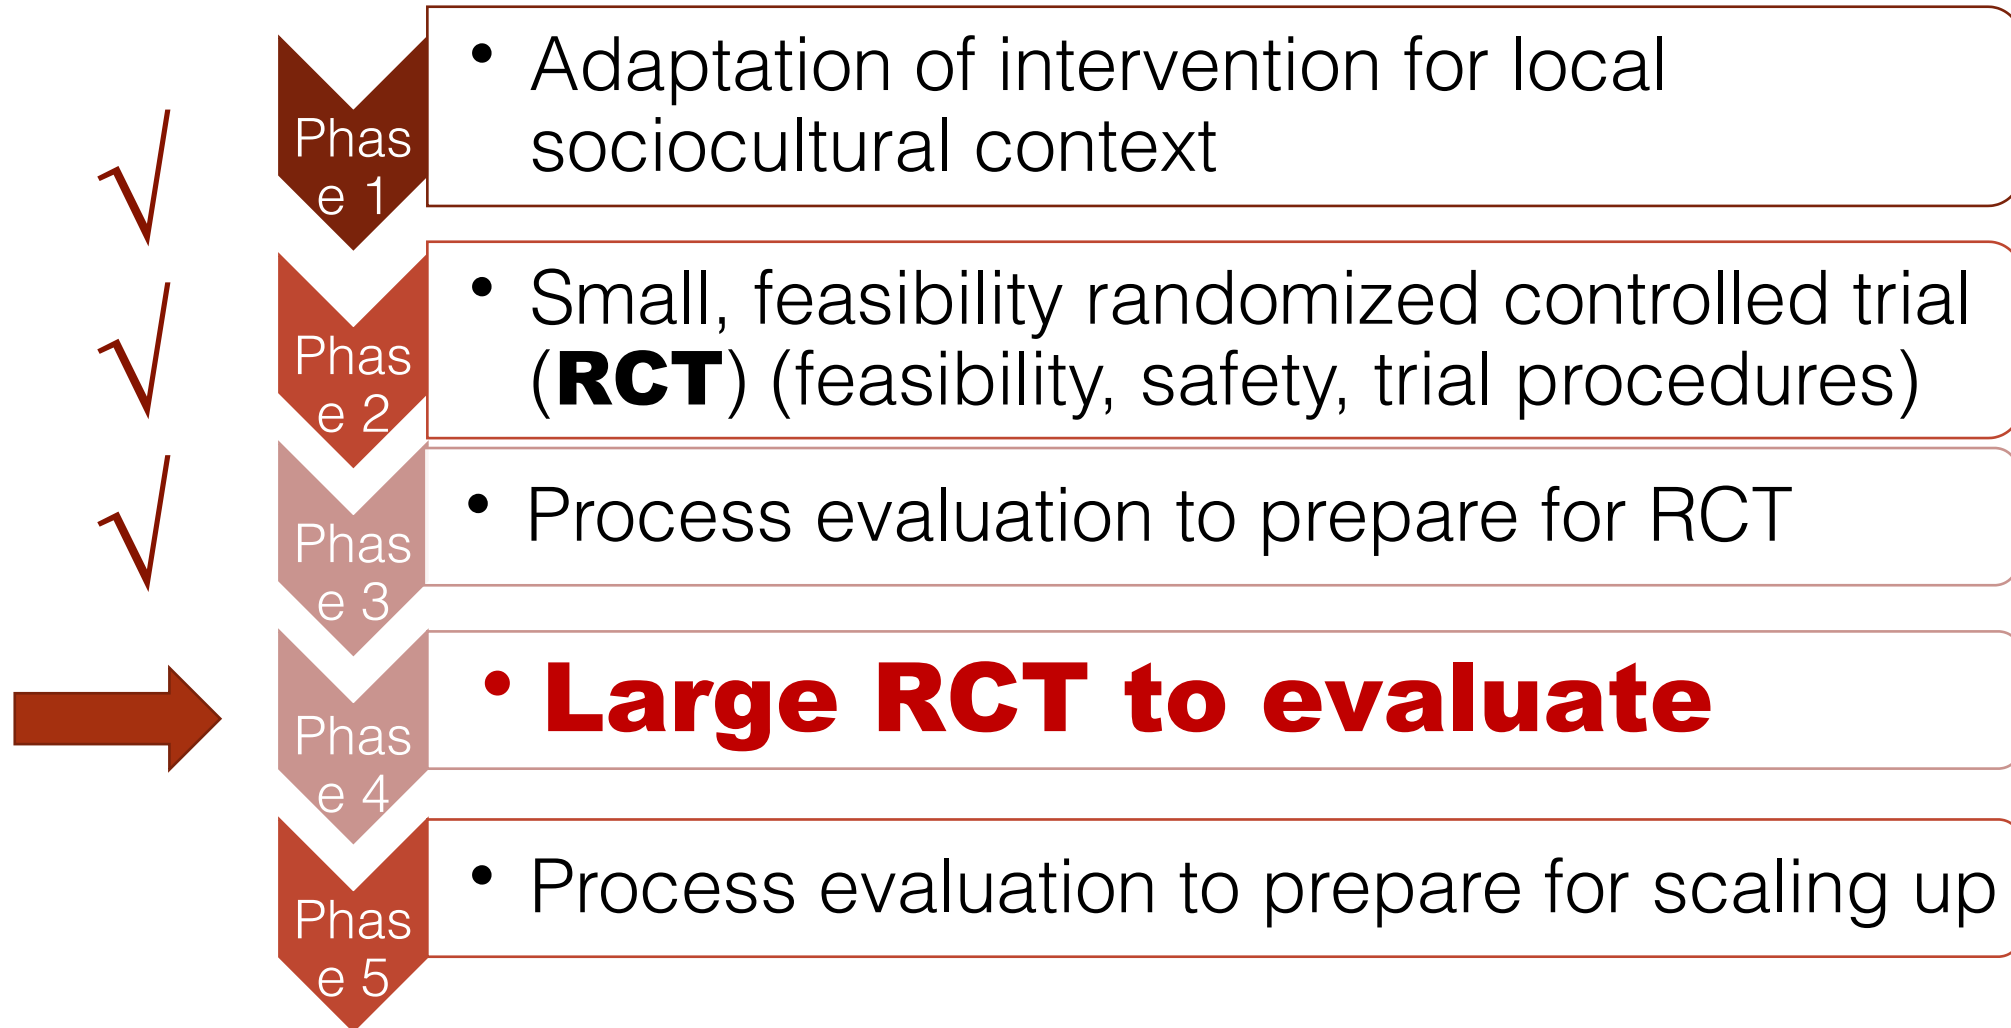 √
Phas
e 1
• Adaptation of intervention for local
sociocultural context
√
Phas
e 2
• Small, feasibility randomized controlled trial
(RCT) (feasibility, safety, trial procedures)
√
Phas
e 3
• Process evaluation to prepare for RCT
Phas
e 4
• Large RCT to evaluate
Phas
e 5
• Process evaluation to prepare for scaling up